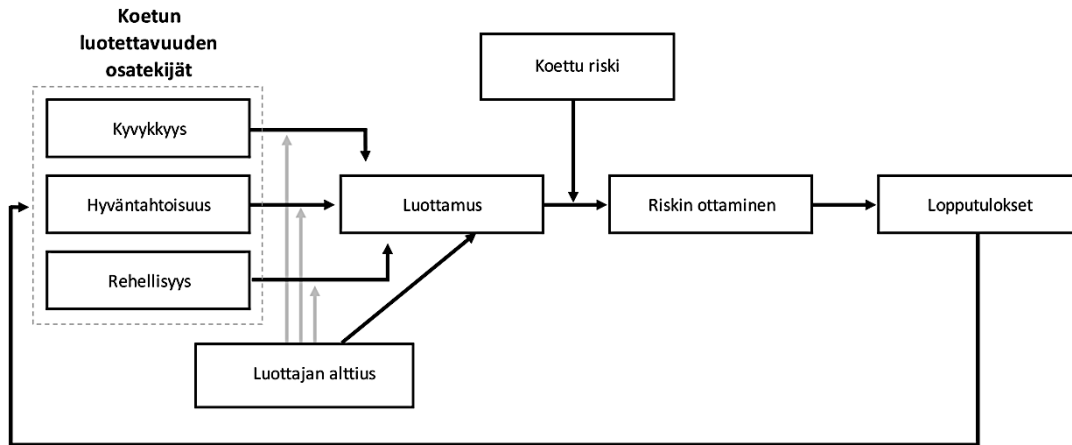 Koetun
luotettavuuden
osatekijät
Koettu riski
Kyvykkyys
Hyväntahtoisuus
Luottamus
Riskin ottaminen
Lopputulokset
Rehellisyys
Luottajan alttius